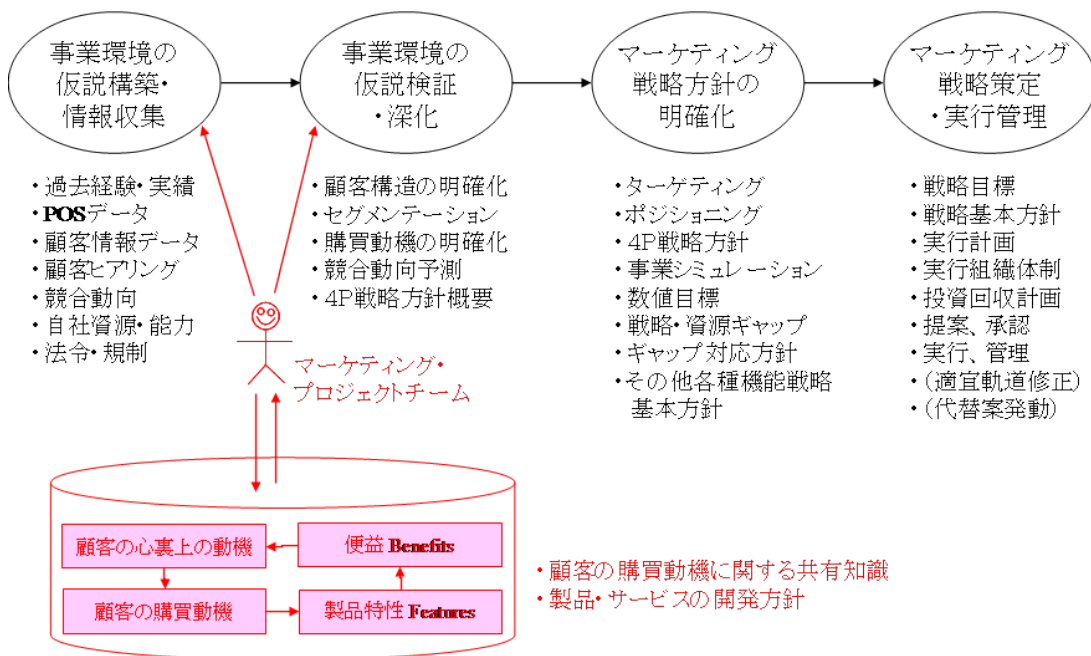 事業環境の
仮説構築・
情報収集
事業環境の
仮説検証
・深化
マーケティング
戦略方針の
明確化
マーケティング
戦略策定
・実行管理
・過去経験・実績
・POSデータ
・顧客情報データ
・顧客ヒアリング
・競合動向
・自社資源・能力
・法令・規制
・顧客構造の明確化
・セグメンテーション
・購買動機の明確化
・競合動向予測
・4P戦略方針概要
・ターゲティング
・ポジショニング
・4P戦略方針
・事業シミュレーション
・数値目標
・戦略・資源ギャップ
・ギャップ対応方針
・その他各種機能戦略
基本方針
・戦略目標
・戦略基本方針
・実行計画
・実行組織体制
・投資回収計画
・提案、承認
・実行、管理
・(適宜軌道修正)
・(代替案発動)
マーケティング・
プロジェクトチーム
顧客の心裏上の動機
便益 Benefits
顧客の購買動機
製品特性 Features
・顧客の購買動機に関する共有知識
・製品・サービスの開発方針